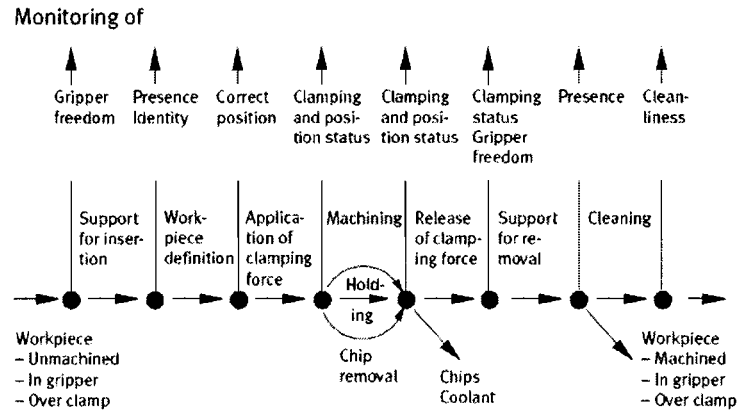 Monitoring of
Gripper
freedom
Presence
Identity
Correct
position
Clamping
and posi-
tion status
Clamping
and posi-
tion status
Clamping
status
Gripper
freedom
Presence
Clean-
liness
Support
for inser-
tion
Work-
piece
definition
Applica-
tion of
clamping
force
Machining
Release
of clamp-
ing force
Support
for re-
moval
Cleaning
Hold-
ing
Chip
removal
Chips
Coolant
Workpiece
– Unmachined
– In gripper
– Over clamp
Workpiece
– Machined
– In gripper
– Over clamp